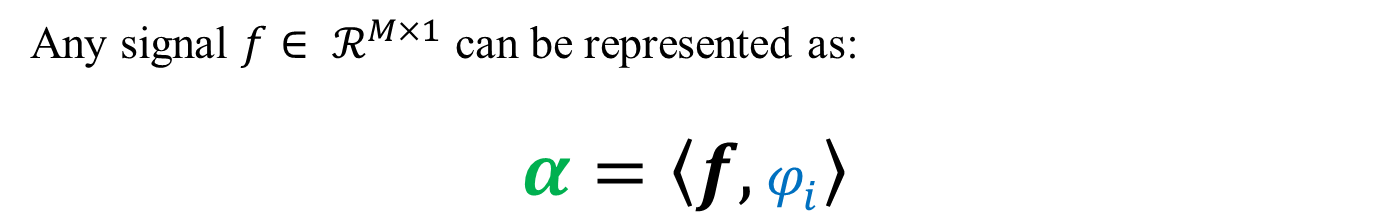 Any signal 𝑓 ∈ ℛ^{𝑀×1} can be represented as:
𝜶 = ⟨𝒇, 𝜑_𝑖⟩